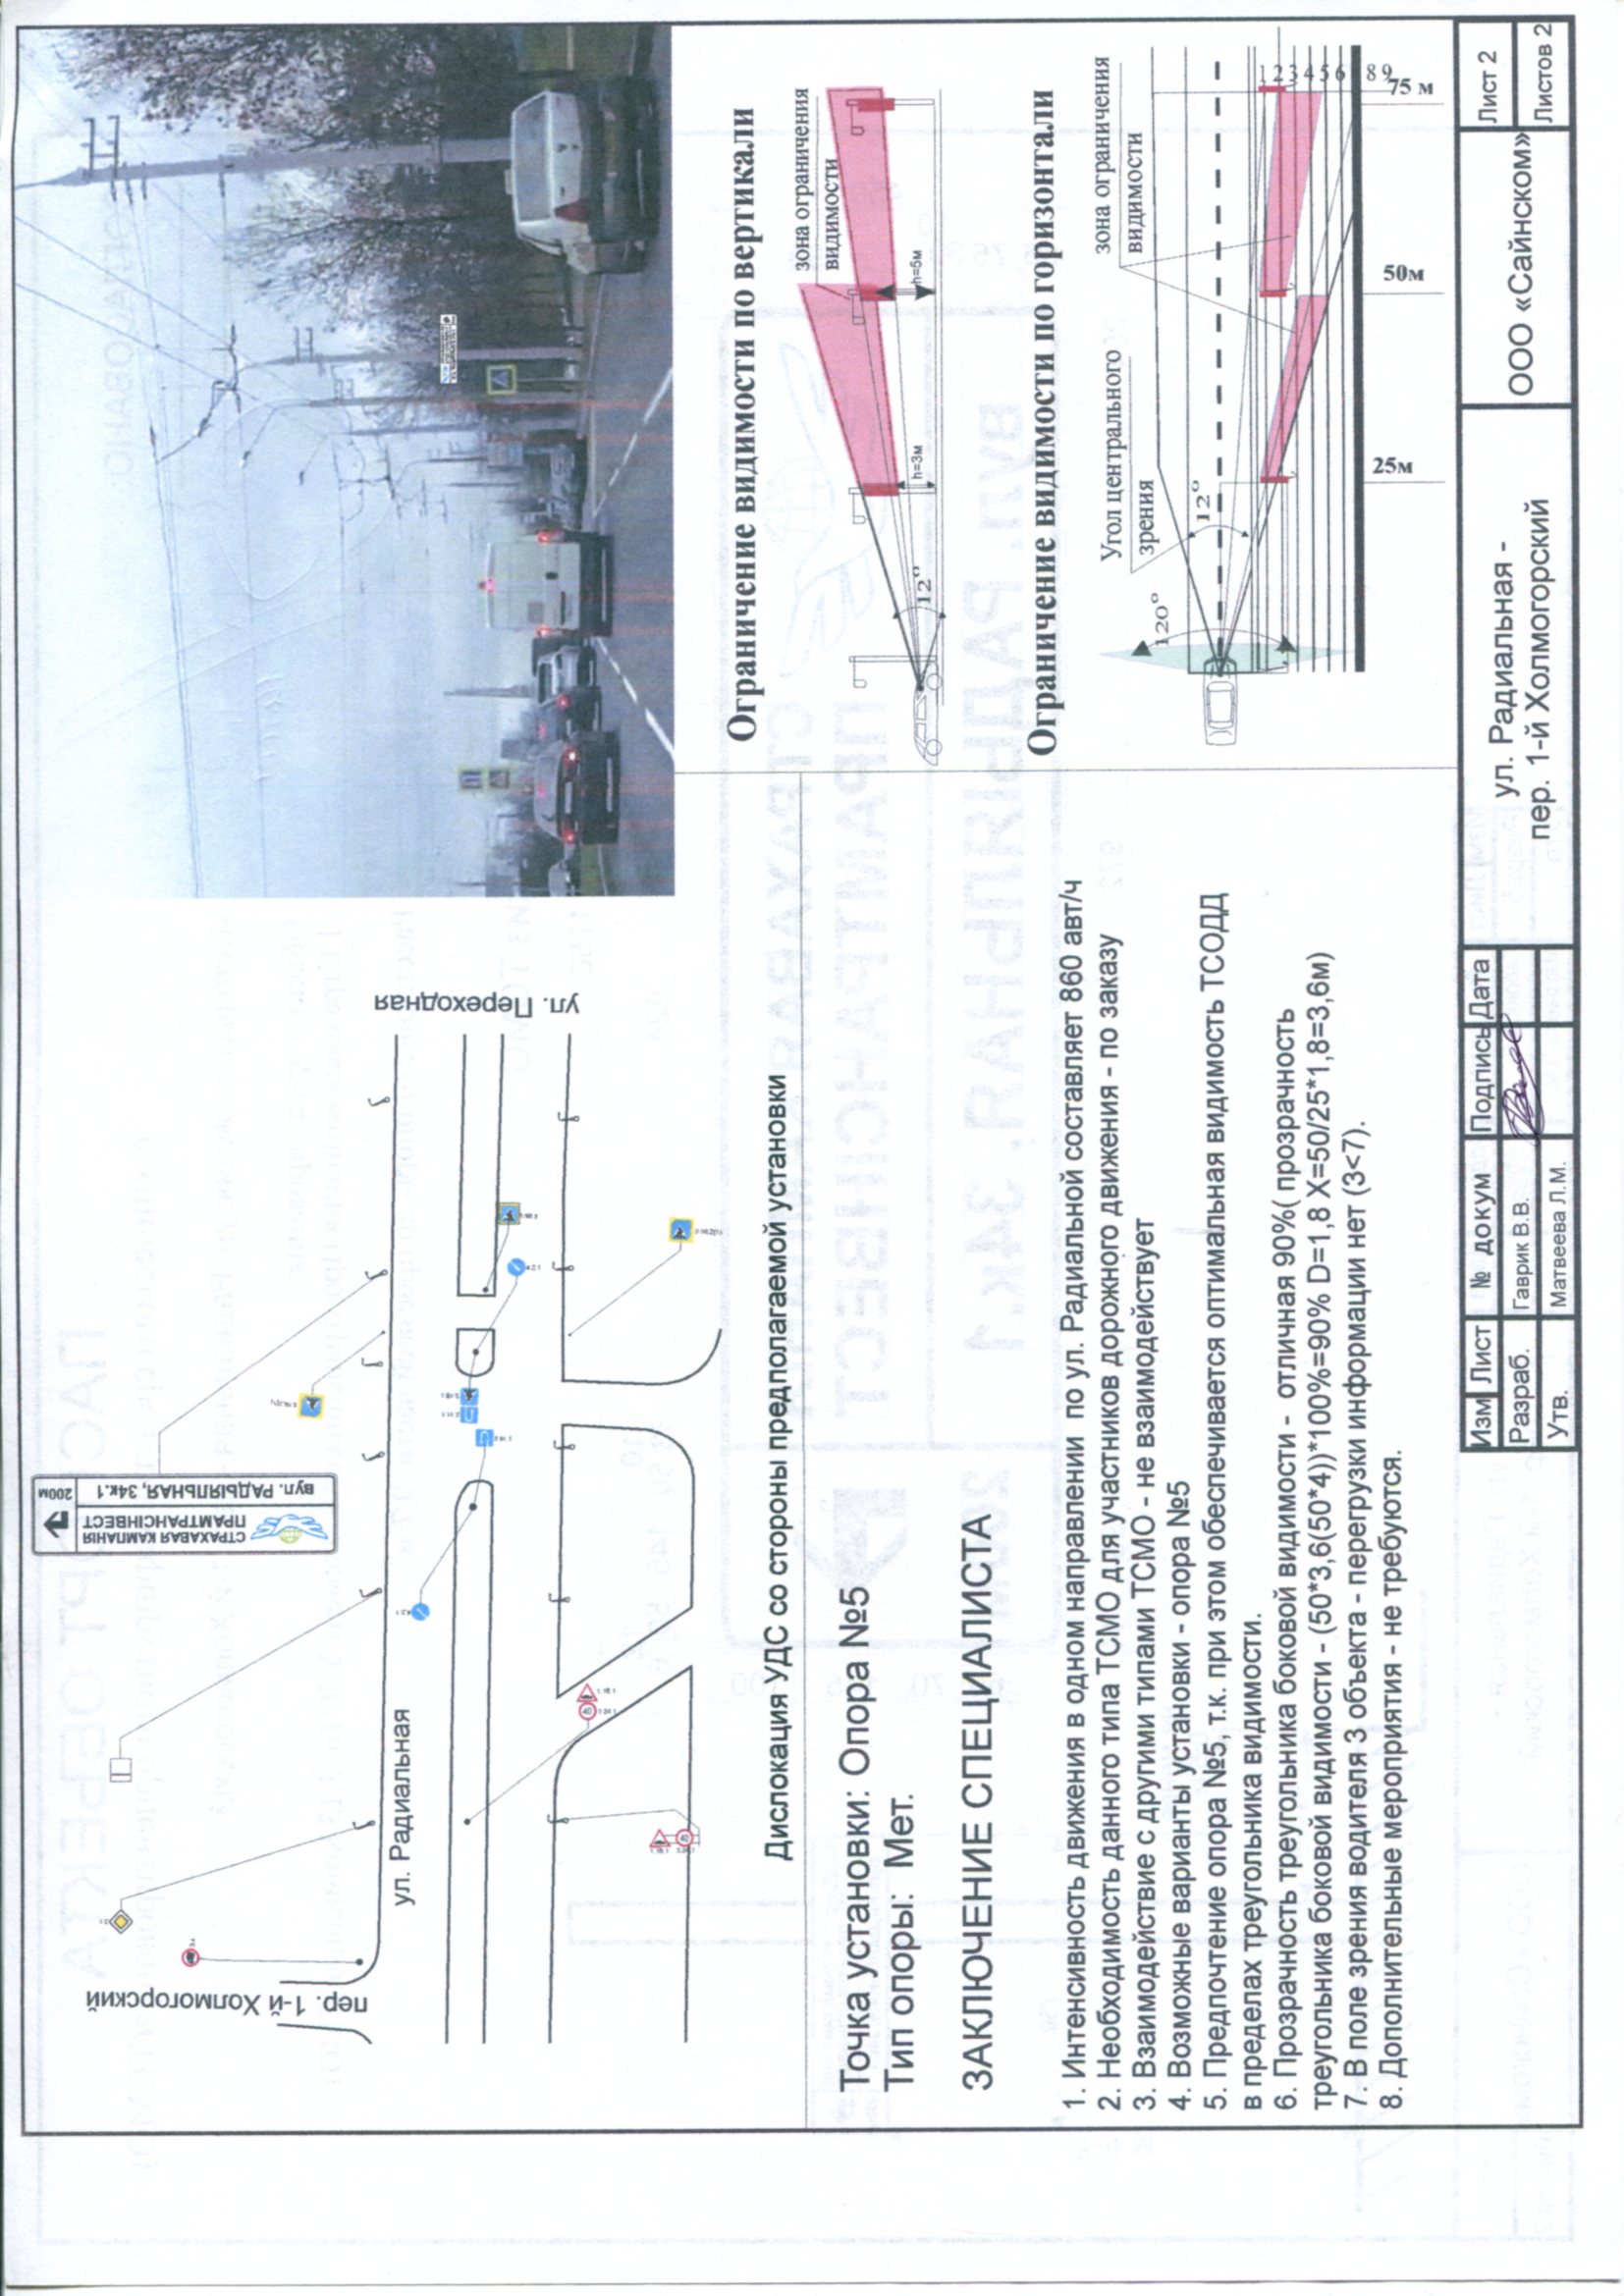 пер. 1-й Холмогорский
ул. Радиальная
ул. Переходная
СТРАХАВАЯ КАМПАНІЯ
ПРАМТРАНСІНВЕСТ
вул. РАДЫЯЛЬНАЯ, 34к.1
200м
Дислокация УДС со стороны предполагаемой установки
Точка установки: Опора №5
Тип опоры: Мет.
ЗАКЛЮЧЕНИЕ СПЕЦИАЛИСТА
1. Интенсивность движения в одном направлении по ул. Радиальной составляет 860 авт/ч
2. Необходимость данного типа ТСМО для участников дорожного движения - по заказу
3. Взаимодействие с другими типами ТСМО - не взаимодействует
4. Возможные варианты установки - опора №5
5. Предпочтение опора №5, т.к. при этом обеспечивается оптимальная видимость ТСОДД
в пределах треугольника видимости.
6. Прозрачность треугольника боковой видимости - отличная 90%( прозрачность
треугольника боковой видимости - (50*3,6(50*4))*100%=90% D=1,8 X=50/25*1,8=3,6м)
7. В поле зрения водителя 3 объекта - перегрузки информации нет (3<7).
8. Дополнительные мероприятия - не требуются.
Ограничение видимости по вертикали
зона ограничения
видимости
h=3м
h=5м
12°
Ограничение видимости по горизонтали
Угол центрального
зрения
зона ограничения
видимости
120°
12°
1 2 3 4 5 6 8 9
25м
50м
75 м
Изм Лист № докум Подпись Дата
Разраб. Гаврик В.В.
Утв. Матвеева Л.М.
ул. Радиальная -
пер. 1-й Холмогорский
ООО «Сайнском»
Лист 2
Листов 2